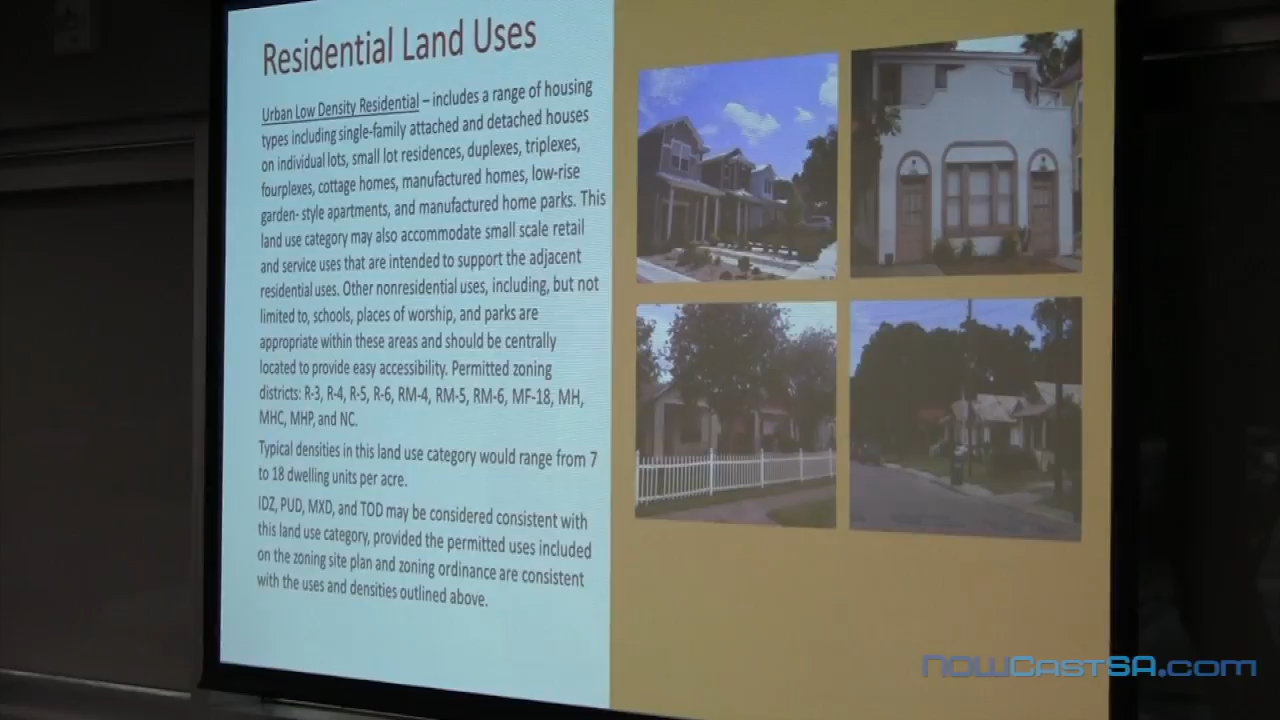 Residential Land Uses
Urban Low Density Residential – includes a range of housing
types including single-family attached and detached houses
on individual lots, small lot residences, duplexes, triplexes,
fourplexes, cottage homes, manufactured homes, low-rise
garden- style apartments, and manufactured home parks. This
land use category may also accommodate small scale retail
and service uses that are intended to support the adjacent
residential uses. Other nonresidential uses, including, but not
limited to, schools, places of worship, and parks are
appropriate within these areas and should be centrally
located to provide easy accessibility. Permitted zoning
districts: R-3, R-4, R-5, R-6, RM-4, RM-5, RM-6, MF-18, MH,
MHC, MHP, and NC.
Typical densities in this land use category would range from 7
to 18 dwelling units per acre.
IDZ, PUD, MXD, and TOD may be considered consistent with
this land use category, provided the permitted uses included
on the zoning site plan and zoning ordinance are consistent
with the uses and densities outlined above.
NOWCastSA.com